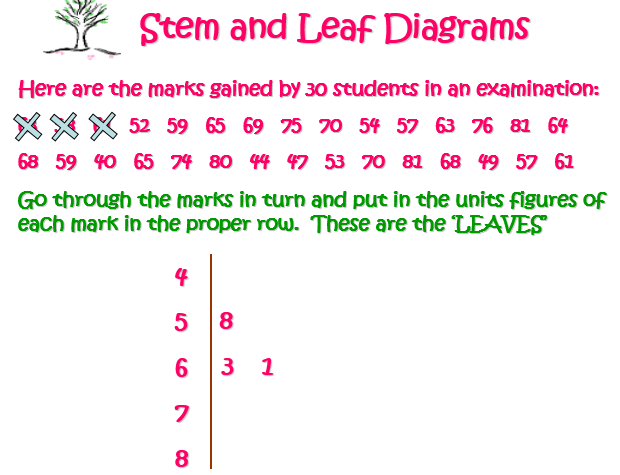 Stem and Leaf Diagrams
Here are the marks gained by 30 students in an examination:
52 59 65 69 75 70 54 57 63 76 81 64
68 59 40 65 74 80 44 47 53 70 81 68 49 57 61
Go through the marks in turn and put in the units figures of
each mark in the proper row. These are the 'LEAVES'
4
5 8
6 3 1
7
8